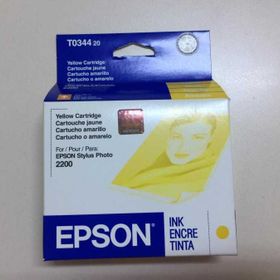 T0344 20
Yellow Cartridge
Cartouche jaune
Cartucho amarillo
Cartucho o amarelo
Yellow Cartridge
Cartouche jaune
Cartucho amarillo
Cartucho o amarelo
For / Pour / Para:
EPSON Stylus Photo
2200
EPSON
INK
ENCRE
TINTA